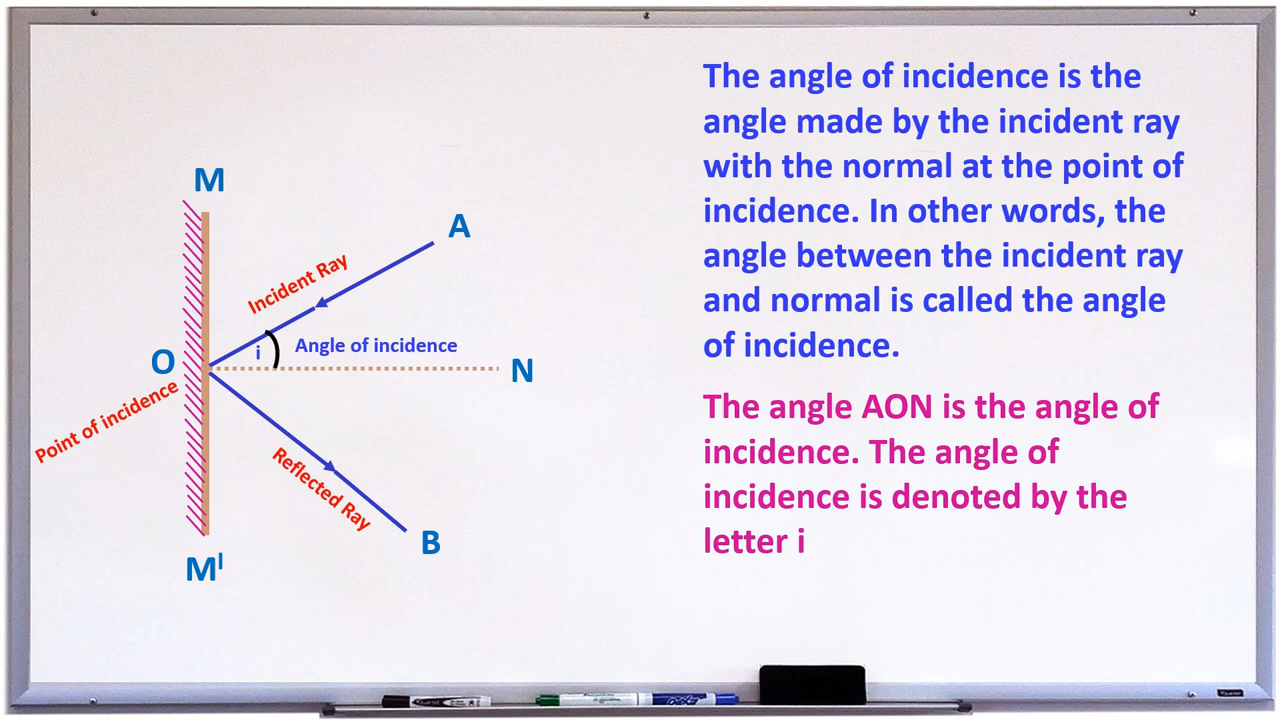 M
A
Incident Ray
i
Angle of incidence
O
N
Point of incidence
Reflected Ray
B
M|
The angle of incidence is the
angle made by the incident ray
with the normal at the point of
incidence. In other words, the
angle between the incident ray
and normal is called the angle
of incidence.
The angle AON is the angle of
incidence. The angle of
incidence is denoted by the
letter i